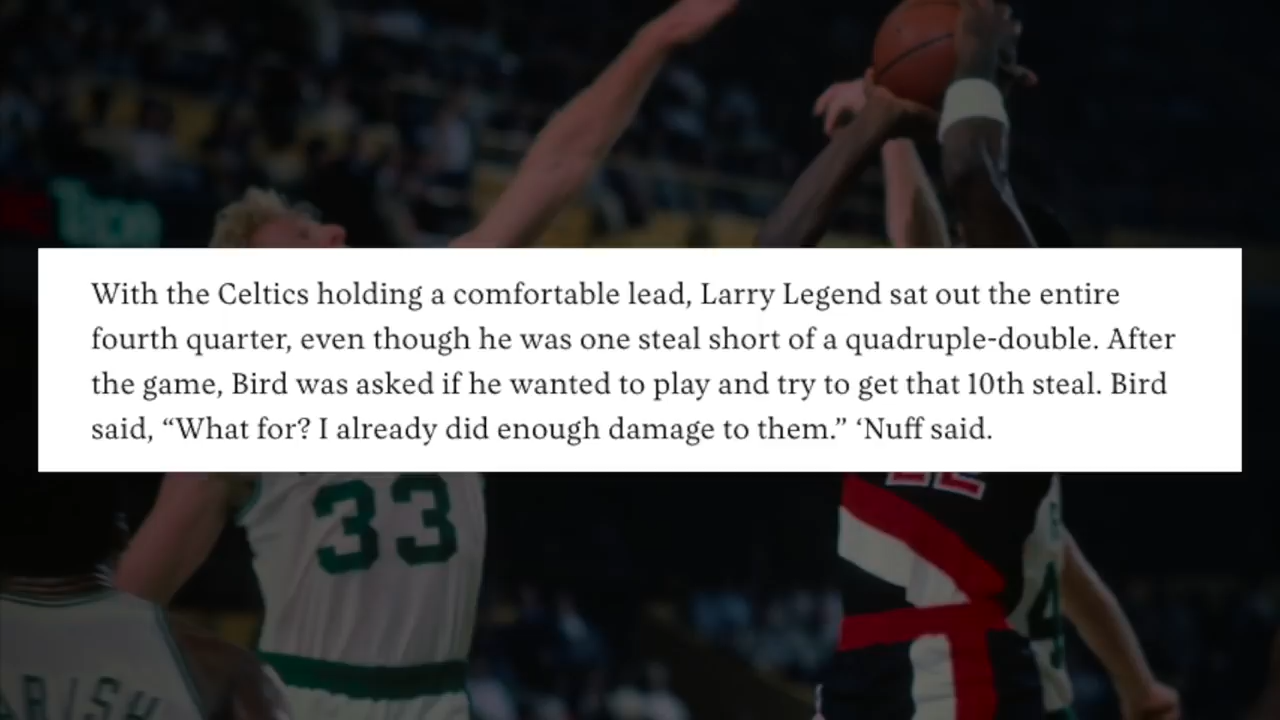 With the Celtics holding a comfortable lead, Larry Legend sat out the entire
fourth quarter, even though he was one steal short of a quadruple-double. After
the game, Bird was asked if he wanted to play and try to get that 10th steal. Bird
said, “What for? I already did enough damage to them.” ‘Nuff said.
33
ARISH